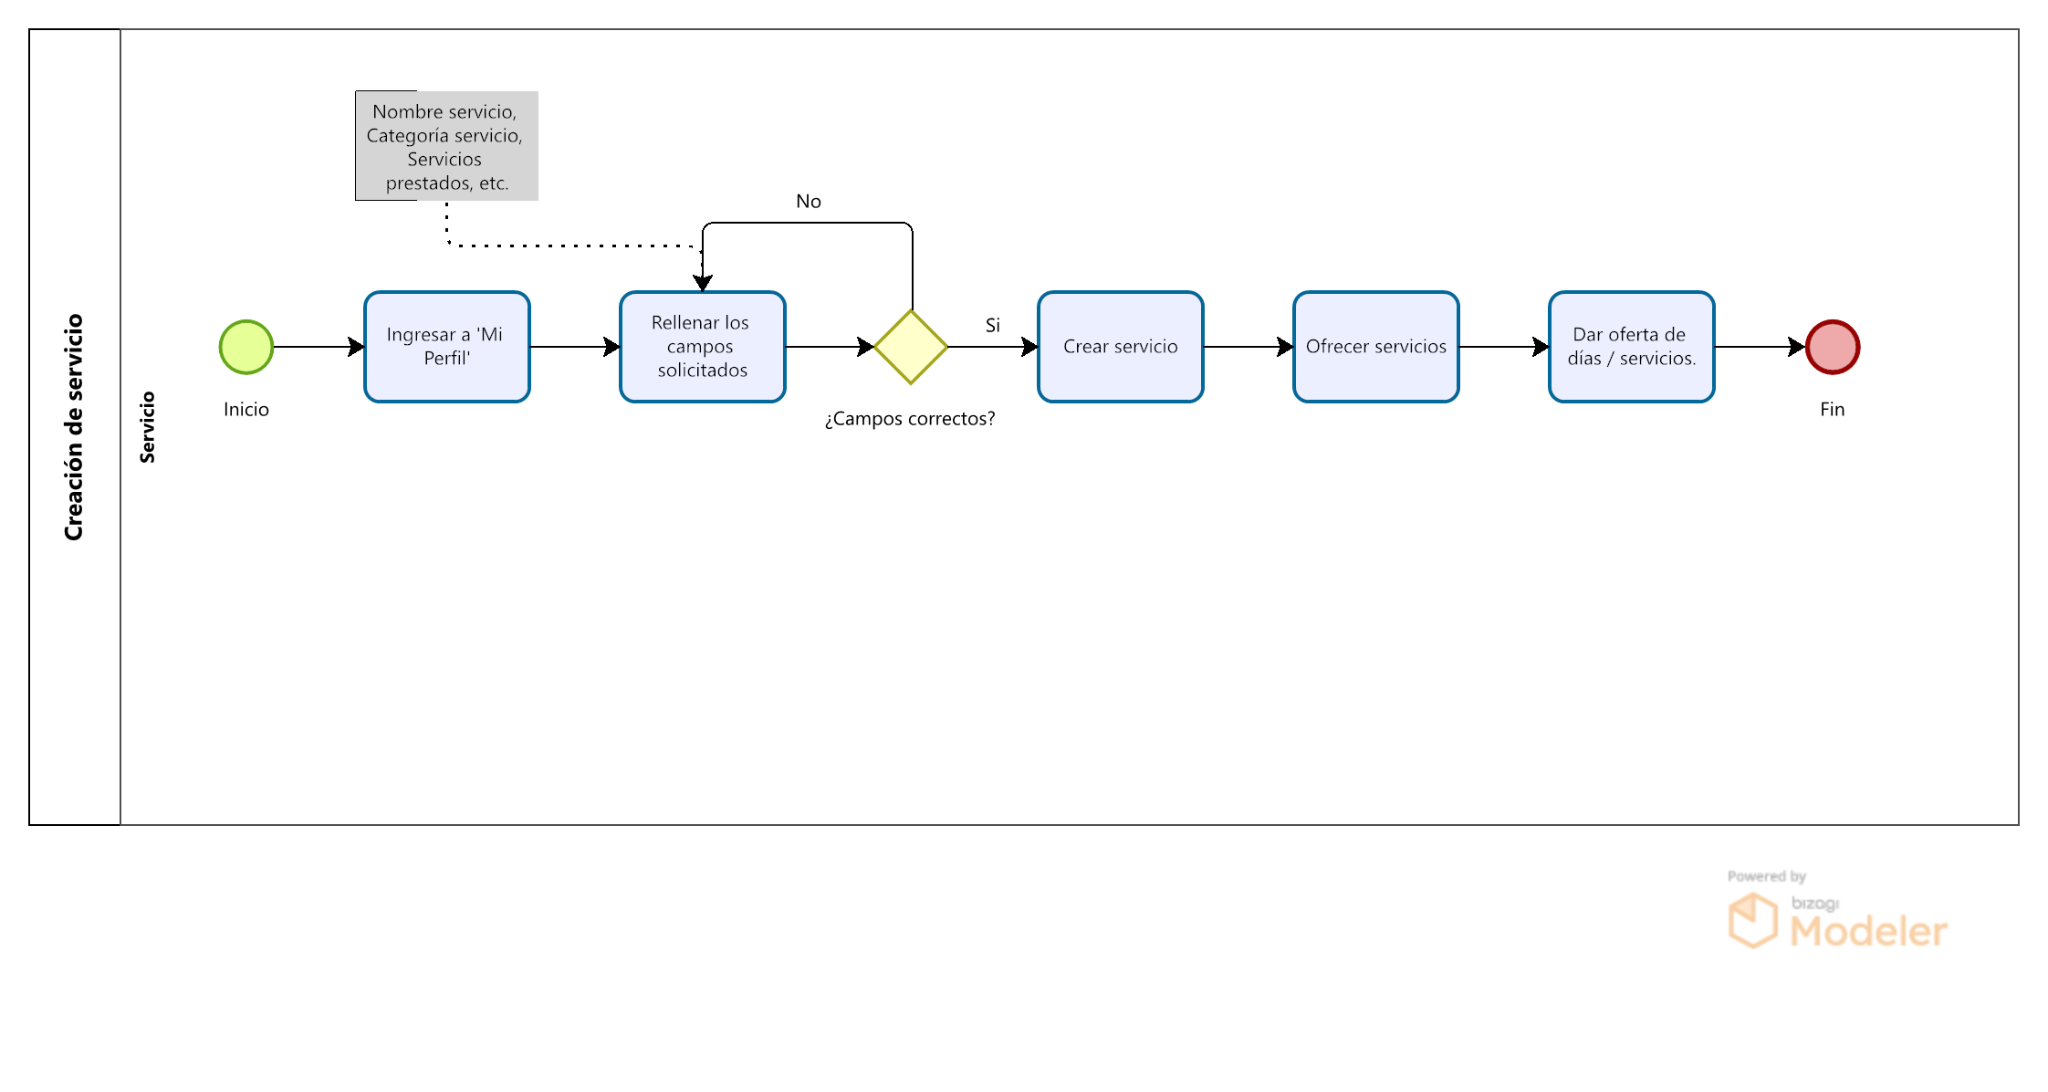 Creación de servicio
Servicio
Nombre servicio,
Categoría servicio,
Servicios
prestados, etc.
No
Inicio
Ingresar a 'Mi
Perfil'
Rellenar los
campos
solicitados
¿Campos correctos?
Si
Crear servicio
Ofrecer servicios
Dar oferta de
días / servicios.
Fin
Powered by
bizagi
Modeler